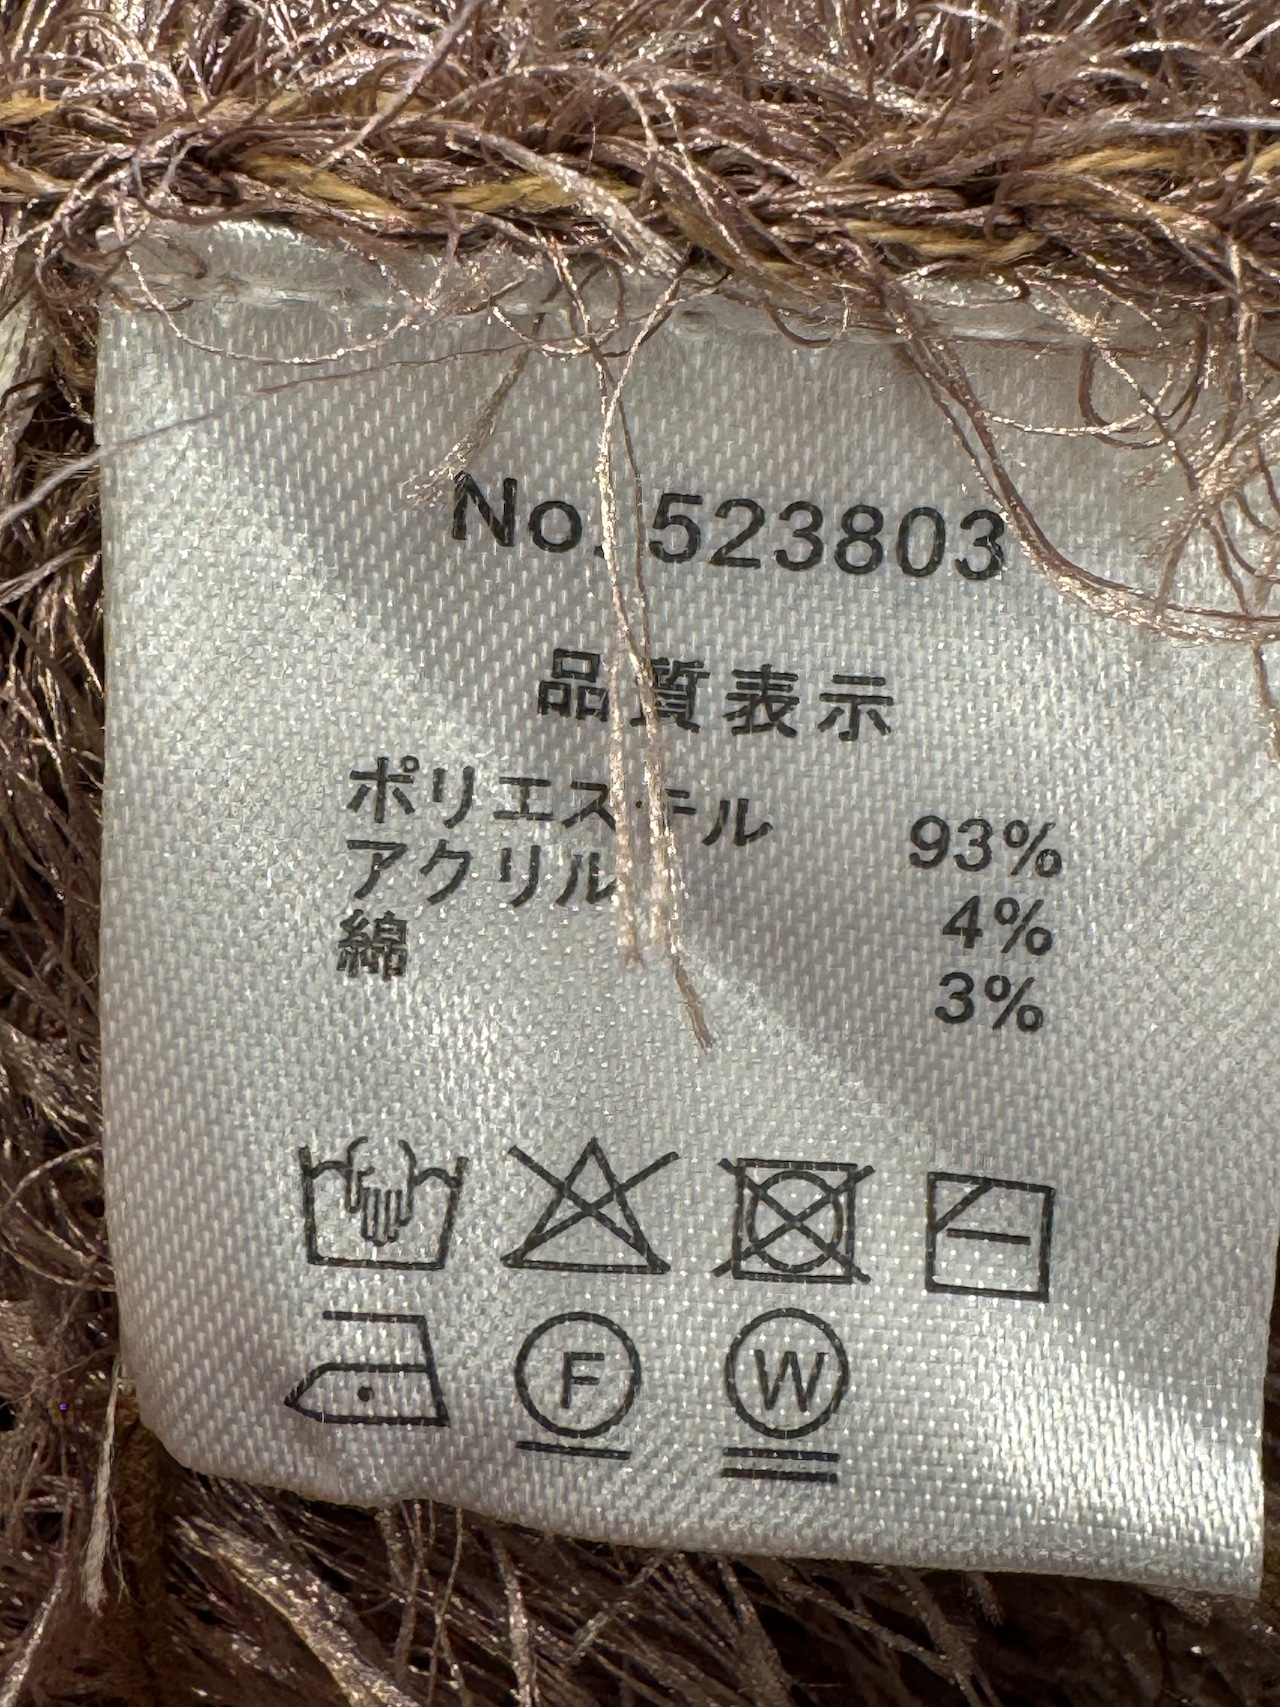 No. 523803
品質表示
ポリエステル 93%
アクリル 4%
綿 3%
F
W